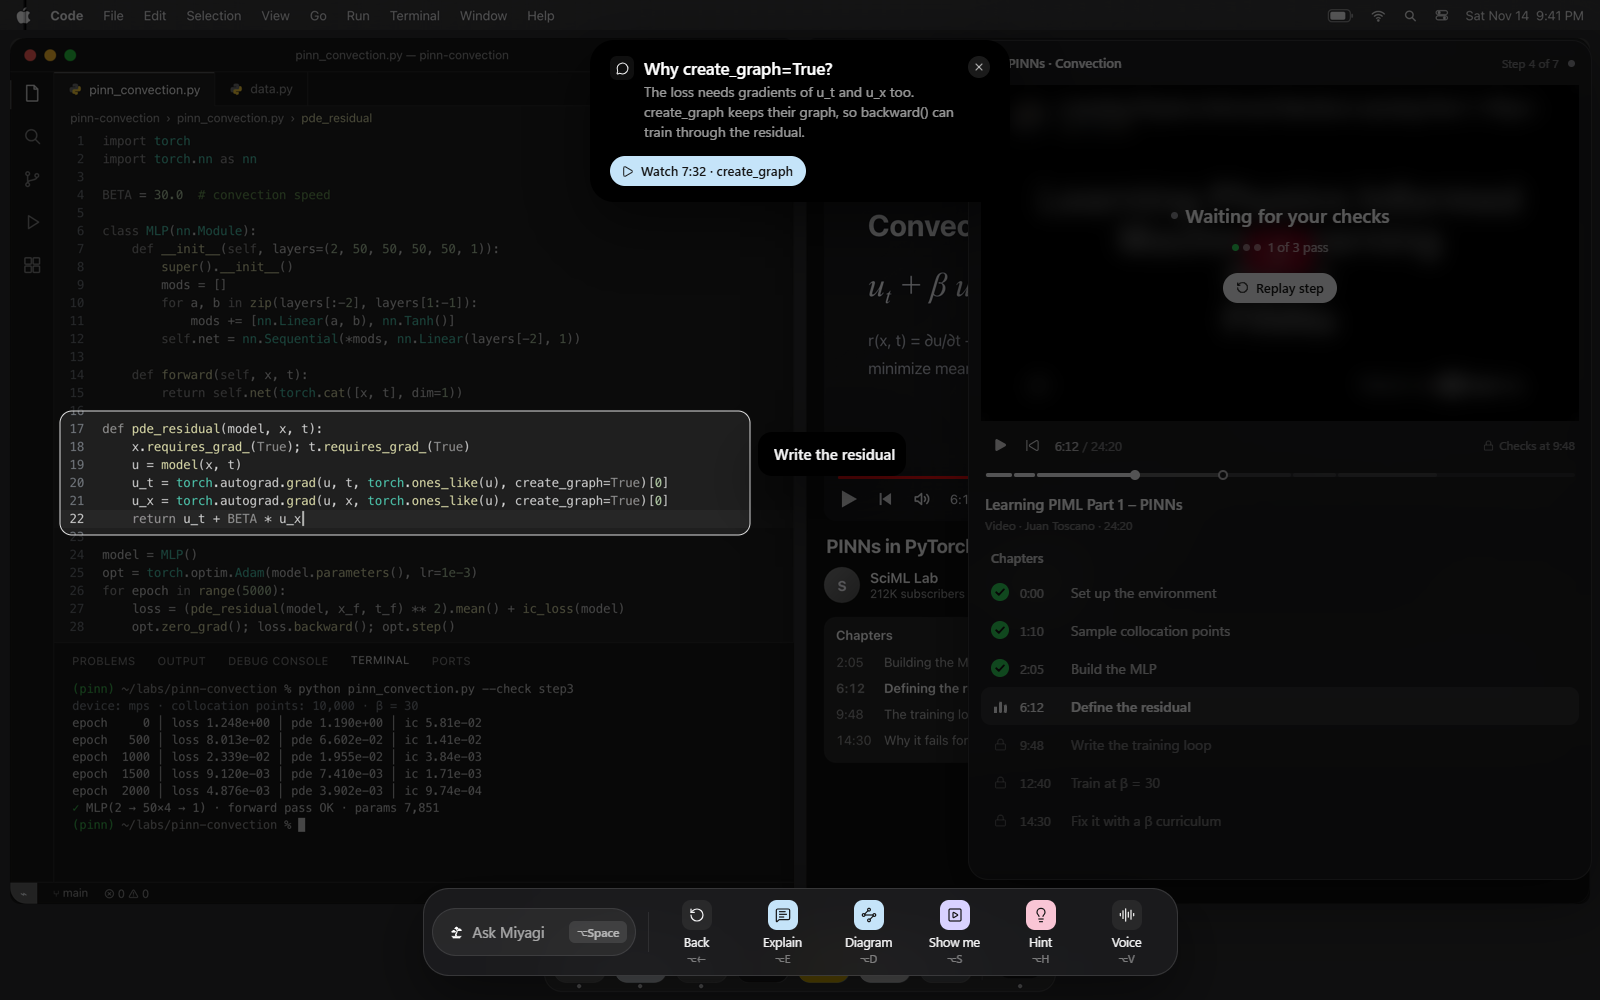 Code File Edit Selection View Go Run Terminal Window Help
Sat Nov 14 9:41 PM
pinn_convection.py — pinn-convection
pinn_convection.py
data.py
pinn-convection › pinn_convection.py › pde_residual
1 import torch
2 import torch.nn as nn
3
4 BETA = 30.0 # convection speed
5
6 class MLP(nn.Module):
7 def __init__(self, layers=(2, 50, 50, 50, 50, 1)):
8 super().__init__()
9 mods = []
10 for a, b in zip(layers[:-2], layers[1:-1]):
11 mods += [nn.Linear(a, b), nn.Tanh()]
12 self.net = nn.Sequential(*mods, nn.Linear(layers[-2], 1))
13
14 def forward(self, x, t):
15 return self.net(torch.cat([x, t], dim=1))
16
17 def pde_residual(model, x, t):
18 x.requires_grad_(True); t.requires_grad_(True)
19 u = model(x, t)
20 u_t = torch.autograd.grad(u, t, torch.ones_like(u), create_graph=True)[0]
21 u_x = torch.autograd.grad(u, x, torch.ones_like(u), create_graph=True)[0]
22 return u_t + BETA * u_x
23
24 model = MLP()
25 opt = torch.optim.Adam(model.parameters(), lr=1e-3)
26 for epoch in range(5000):
27 loss = (pde_residual(model, x_f, t_f) ** 2).mean() + ic_loss(model)
28 opt.zero_grad(); loss.backward(); opt.step()
PROBLEMS OUTPUT DEBUG CONSOLE TERMINAL PORTS
(pinn) ~/labs/pinn-convection % python pinn_convection.py --check step3
device: mps · collocation points: 10,000 · β = 30
epoch 0 | loss 1.248e+00 | pde 1.190e+00 | ic 5.81e-02
epoch 500 | loss 8.013e-02 | pde 6.602e-02 | ic 1.41e-02
epoch 1000 | loss 2.339e-02 | pde 1.955e-02 | ic 3.84e-03
epoch 1500 | loss 9.120e-03 | pde 7.410e-03 | ic 1.71e-03
epoch 2000 | loss 4.876e-03 | pde 3.902e-03 | ic 9.74e-04
✓ MLP(2 → 50×4 → 1) · forward pass OK · params 7,851
(pinn) ~/labs/pinn-convection %
main 0 0
Why create_graph=True?
The loss needs gradients of u_t and u_x too.
create_graph keeps their graph, so backward() can
train through the residual.
Watch 7:32 · create_graph
Write the residual
Convec
u_t + β u
r(x, t) = ∂u/∂t -
minimize mea
6:1
PINNs in PyTorc
S
SciML Lab
212K subscribers
Chapters
2:05 Building the M
6:12 Defining the r
9:48 The training lo
14:30 Why it fails for
PINNs · Convection
Step 4 of 7
Waiting for your checks
1 of 3 pass
Replay step
6:12 / 24:20
Checks at 9:48
Learning PIML Part 1 – PINNs
Video · Juan Toscano · 24:20
Chapters
0:00 Set up the environment
1:10 Sample collocation points
2:05 Build the MLP
6:12 Define the residual
9:48 Write the training loop
12:40 Train at β = 30
14:30 Fix it with a β curriculum
Ask Miyagi ⌥Space
Back Explain Diagram Show me Hint Voice
⌥← ⌥E ⌥D ⌥S ⌥H ⌥V